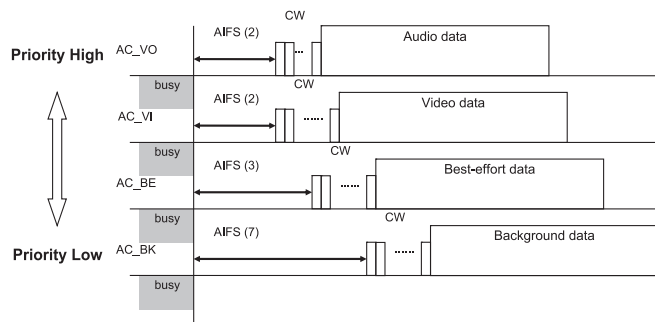 CW
AIFS (2)
Audio data
AC_VO
Priority High
busy
CW
AIFS (2)
Video data
AC_VI
busy
CW
AIFS (3)
Best-effort data
AC_BE
busy
CW
AIFS (7)
Background data
AC_BK
Priority Low
busy